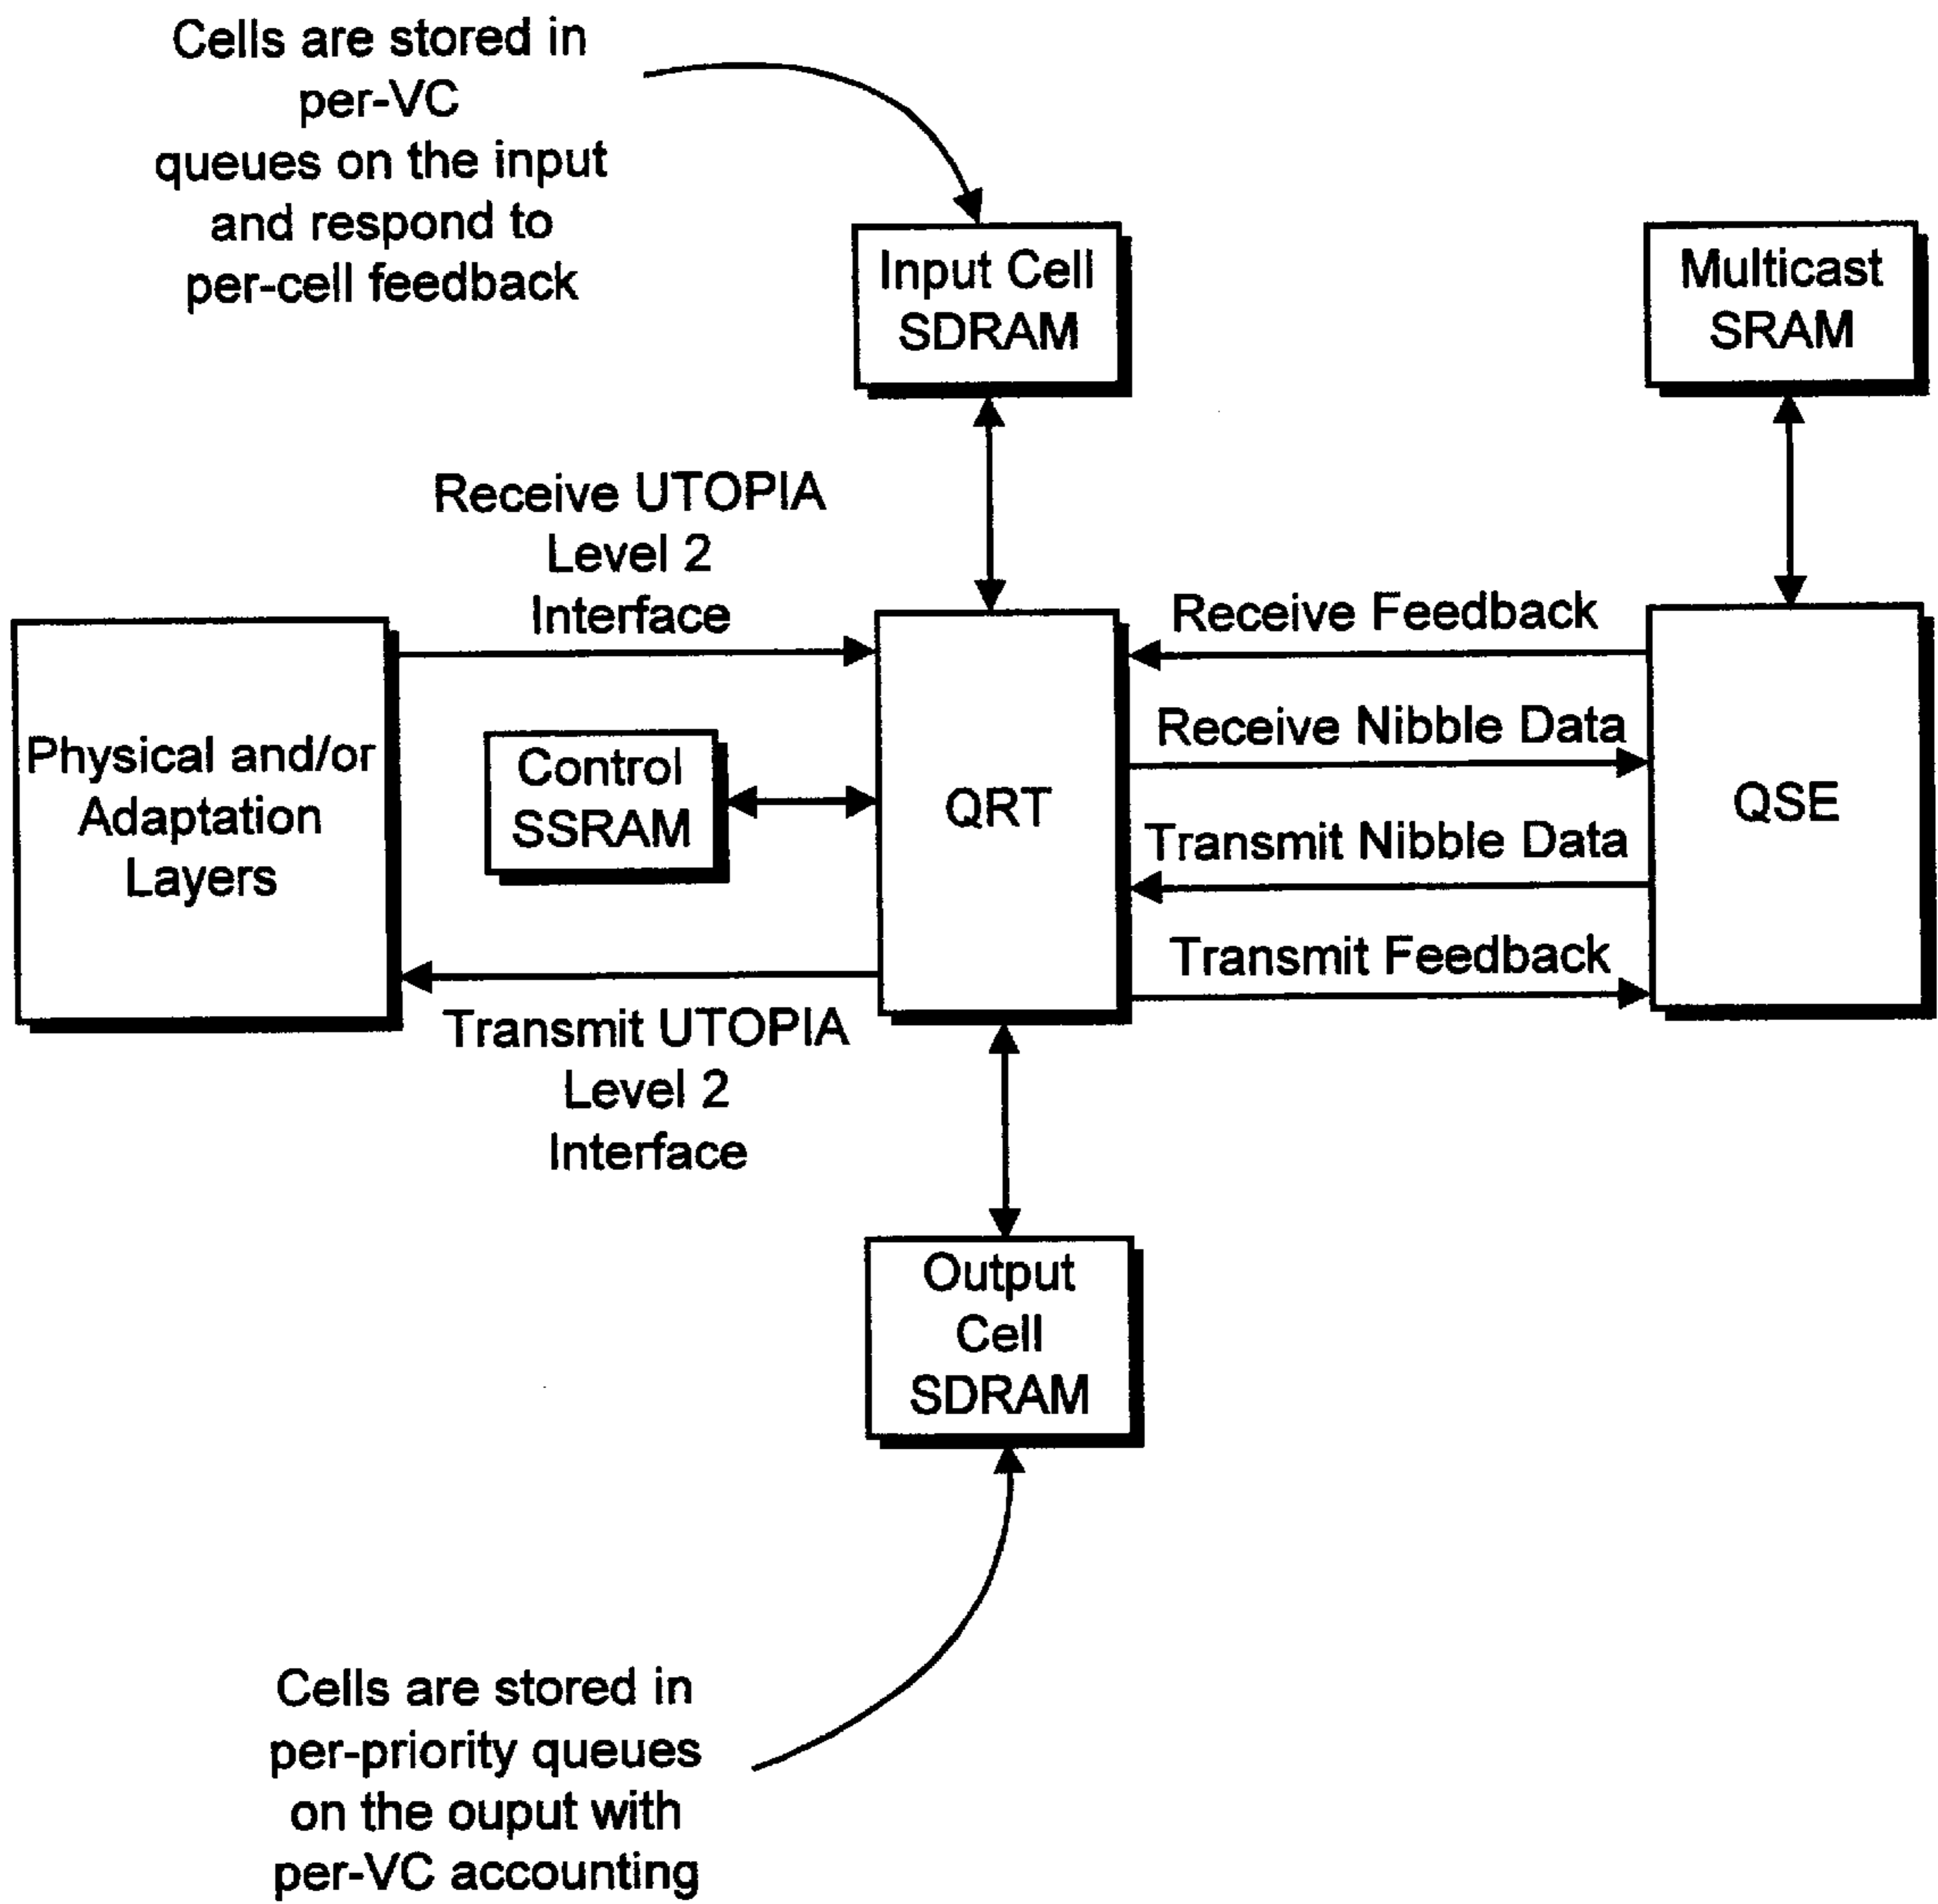 Cells are stored in
per-VC
queues on the input
and respond to
per-cell feedback
Input Cell
SDRAM
Multicast
SRAM
Receive UTOPIA
Level 2
Interface
Physical and/or
Adaptation
Layers
Control
SSRAM
QRT
Receive Feedback
Receive Nibble Data
Transmit Nibble Data
Transmit Feedback
QSE
Transmit UTOPIA
Level 2
Interface
Output
Cell
SDRAM
Cells are stored in
per-priority queues
on the ouput with
per-VC accounting